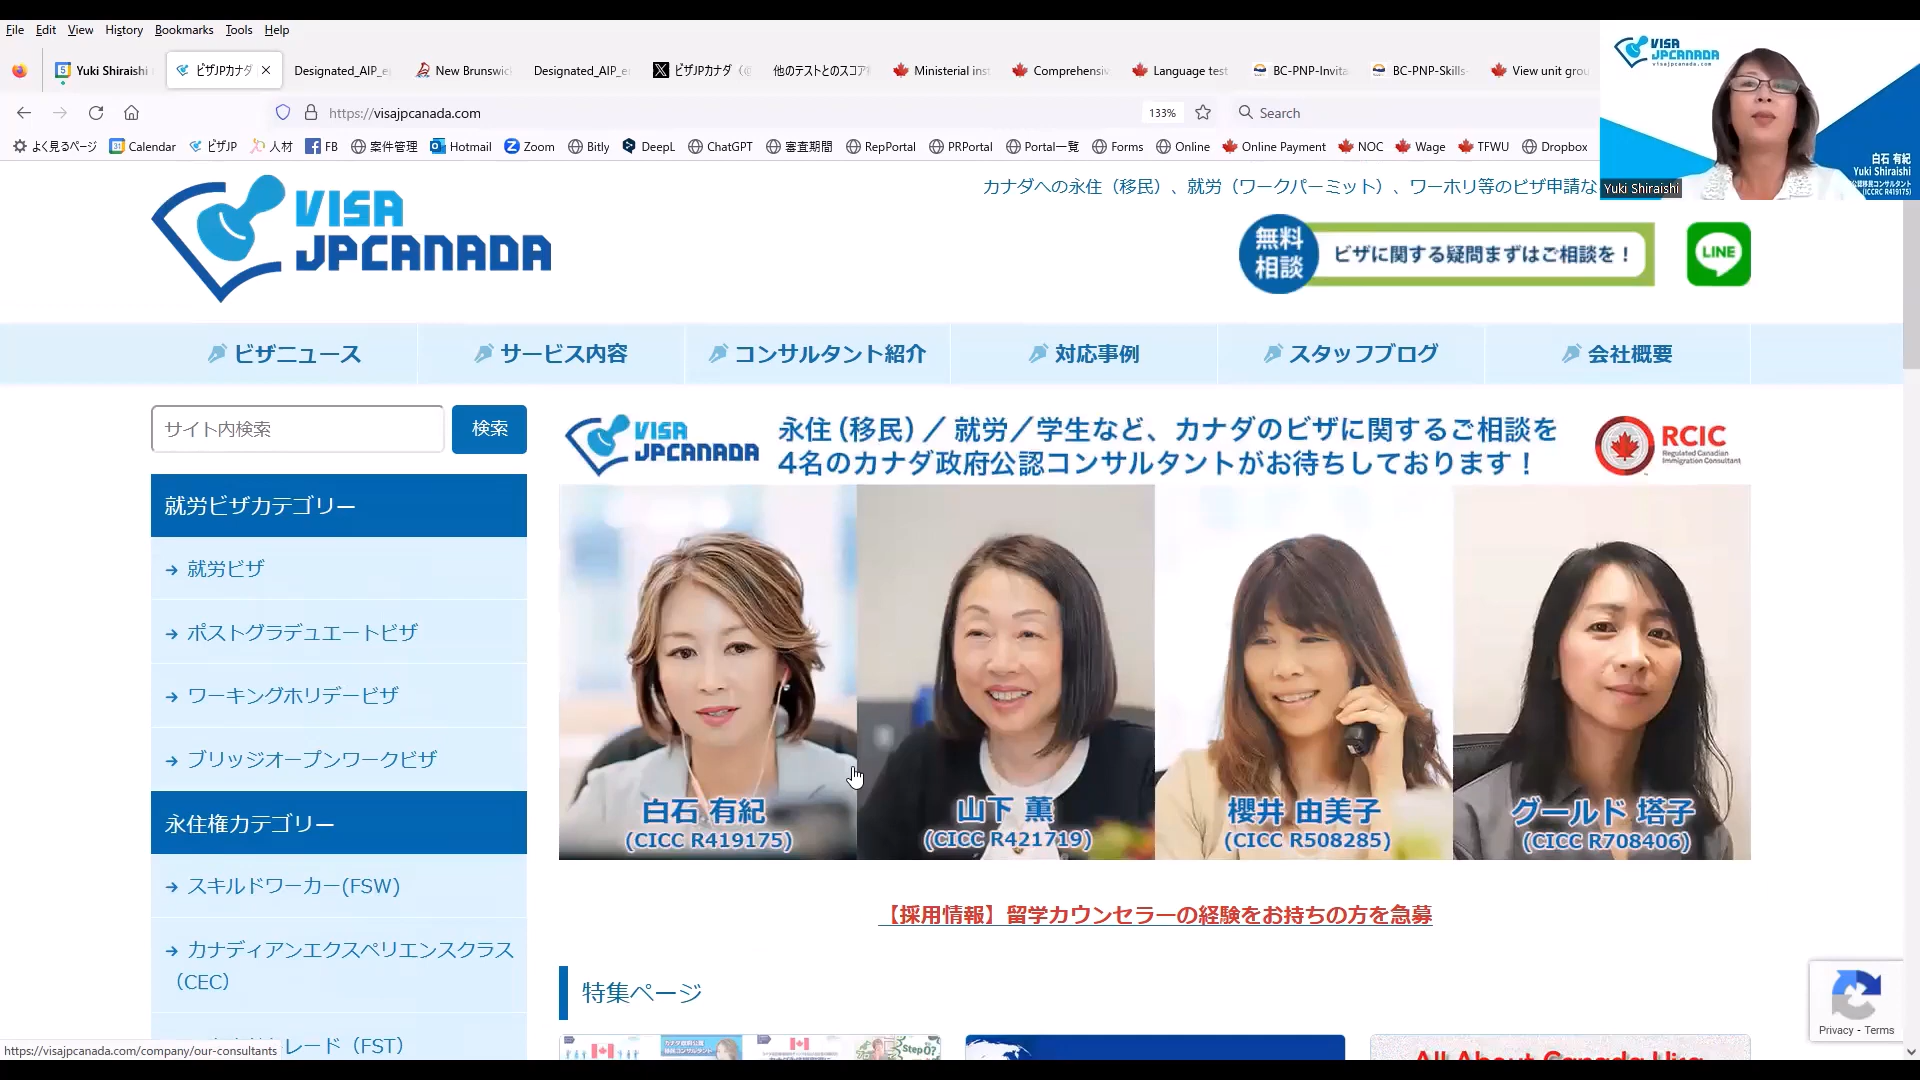 File Edit View History Bookmarks Tools Help
Yuki Shiraishi
ビザJPカナダ
Designated_AIP_e
New Brunswic
Designated_AIP_e
ビザJPカナダ（@
他のテストとのスコア
Ministerial inst
Comprehensiv
Language test
BC-PNP-Invita
BC-PNP-Skills-
View unit grou
https://visajpcanada.com
133%
Search
よく見るページ Calendar ビザJP 人材 FB 案件管理 Hotmail Zoom Bitly DeepL ChatGPT 審査期間 RepPortal PRPortal Portal一覧 Forms Online Online Payment NOC Wage TFWU Dropbox
VISA
JPCANADA
visajpcanada.com
白石 有紀
Yuki Shiraishi
公認移民コンサルタント
(ICCRC R419175)
Yuki Shiraishi
VISA
JPCANADA
カナダへの永住（移民）、就労（ワークパーミット）、ワーホリ等のビザ申請な
無料
相談
ビザに関する疑問まずはご相談を！
LINE
ビザニュース
サービス内容
コンサルタント紹介
対応事例
スタッフブログ
会社概要
サイト内検索
検索
就労ビザカテゴリー
就労ビザ
ポストグラデュエートビザ
ワーキングホリデービザ
ブリッジオープンワークビザ
永住権カテゴリー
スキルドワーカー(FSW)
カナディアンエクスペリエンスクラス
（CEC）
レード（FST）
VISA
JPCANADA
永住（移民）／就労／学生など、カナダのビザに関するご相談を
4名のカナダ政府公認コンサルタントがお待ちしております！
RCIC
Regulated Canadian
Immigration Consultant
白石 有紀
(CICC R419175)
山下 薫
(CICC R421719)
櫻井 由美子
(CICC R508285)
グールド 塔子
(CICC R708406)
【採用情報】留学カウンセラーの経験をお持ちの方を急募
特集ページ
Step0?
All About Canada Visa
Privacy - Terms
https://visajpcanada.com/company/our-consultants